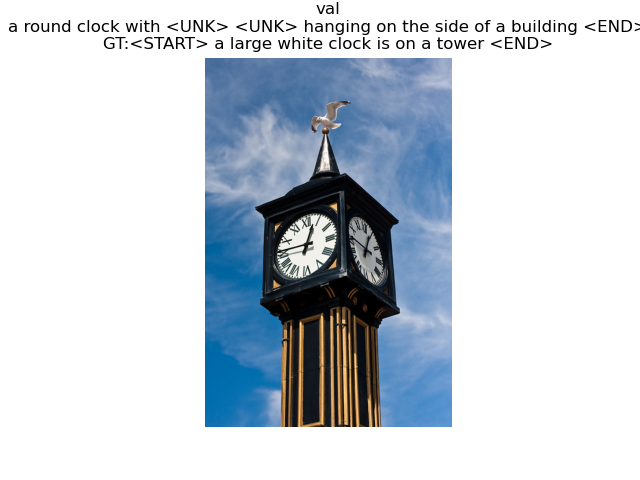 val
a round clock with <UNK> <UNK> hanging on the side of a building <END>
GT:<START> a large white clock is on a tower <END>